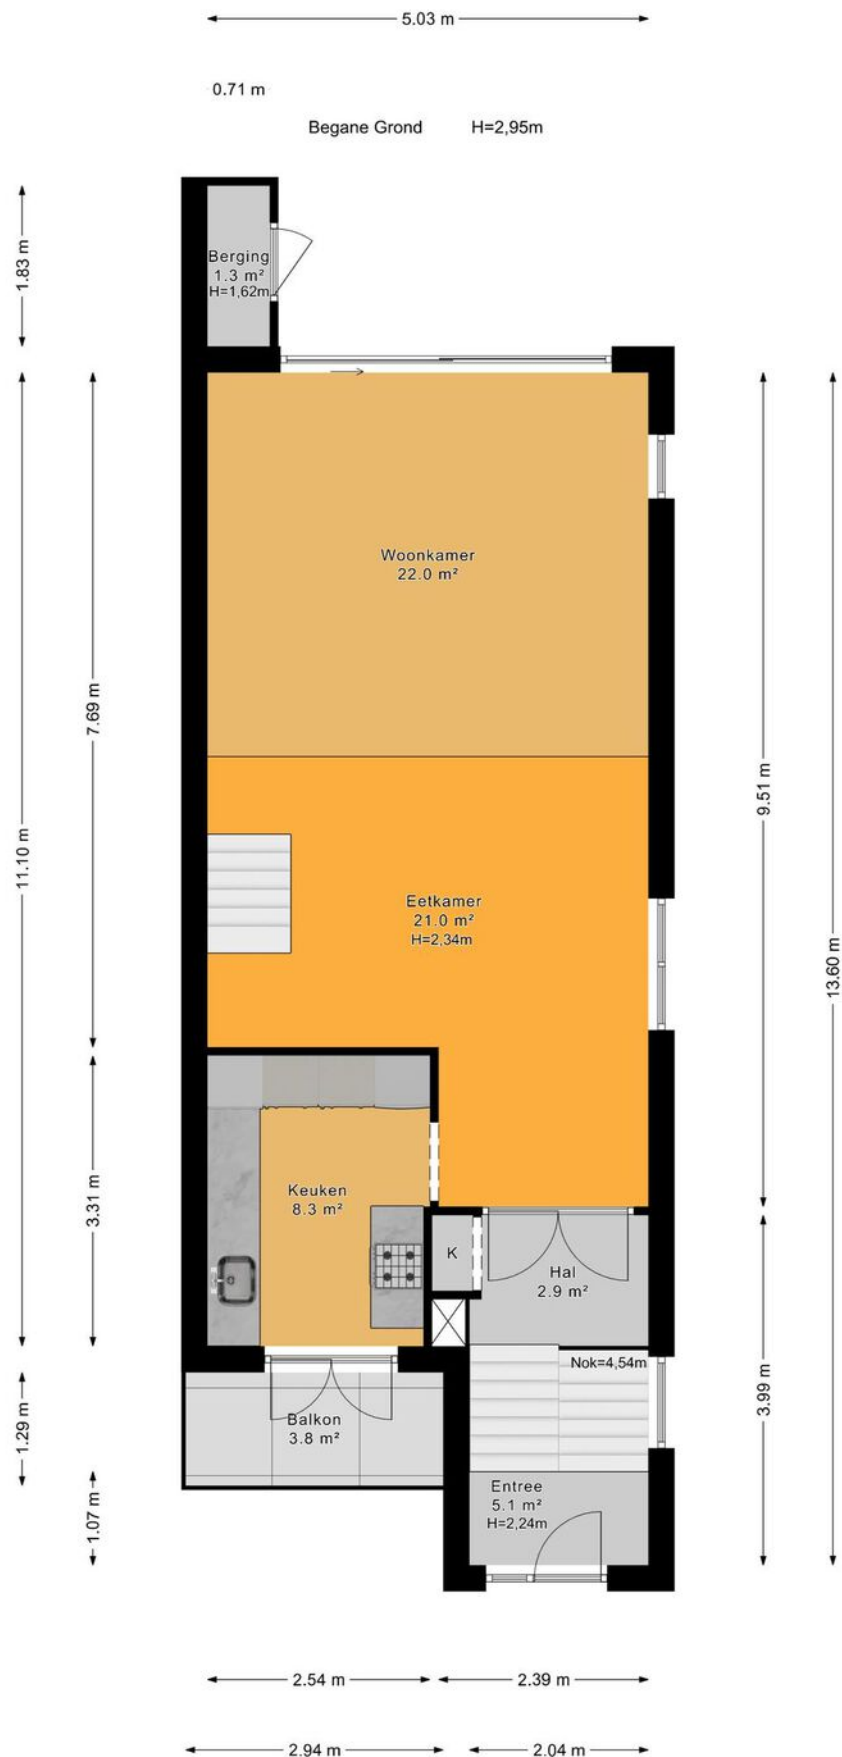 5.03 m
0.71 m
Begane Grond H=2,95m
1.83 m
Berging
1.3 m²
H=1,62m
Woonkamer
22.0 m²
7.69 m
9.51 m
11.10 m
Eetkamer
21.0 m²
H=2,34m
13.60 m
3.31 m
Keuken
8.3 m²
K
Hal
2.9 m²
Nok=4,54m
3.99 m
1.29 m
Balkon
3.8 m²
Entree
5.1 m²
H=2,24m
1.07 m
2.54 m
2.39 m
2.94 m
2.04 m